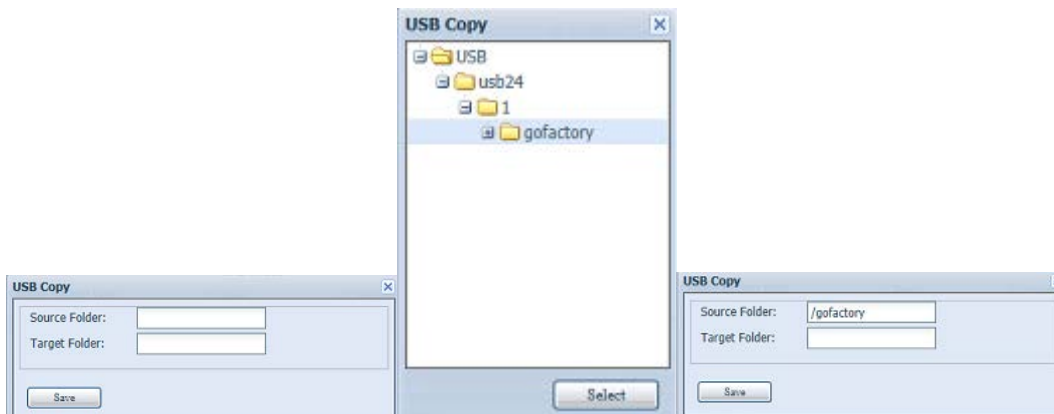 USB Copy
Source Folder:
Target Folder:
Save
USB Copy
USB
usb24
1
gofactory
Select
USB Copy
Source Folder: /gofactory
Target Folder:
Save